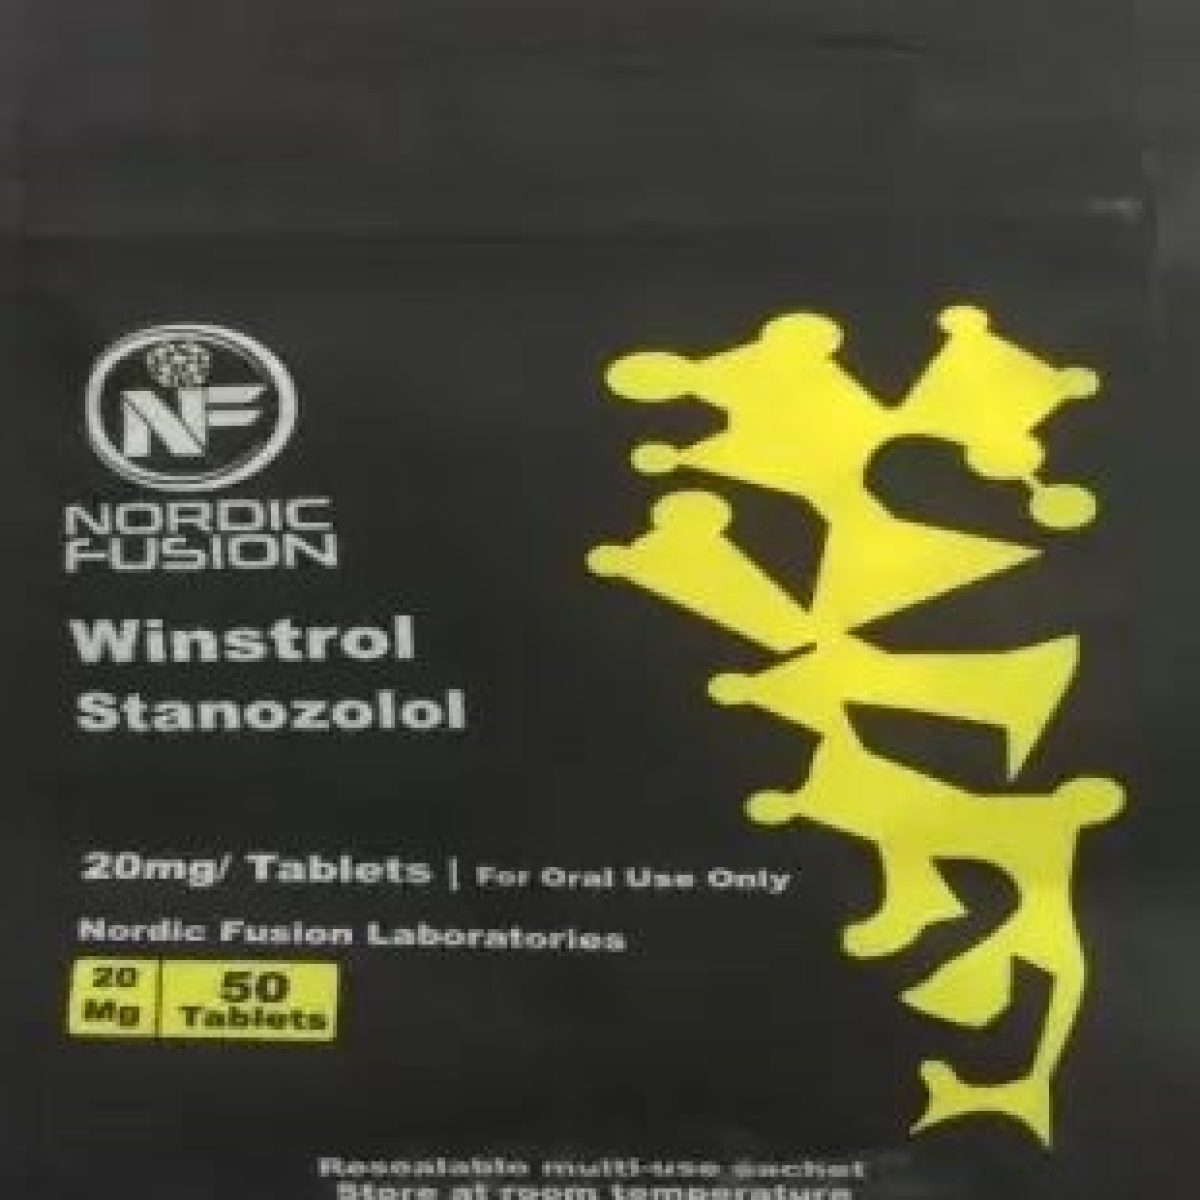 NF
NORDIC
FUSION
Winstrol
Stanozolol
20mg/ Tablets | For Oral Use Only
Nordic Fusion Laboratories
20 Mg
50 Tablets
Resealable multi-use sachet
Store at room temperature